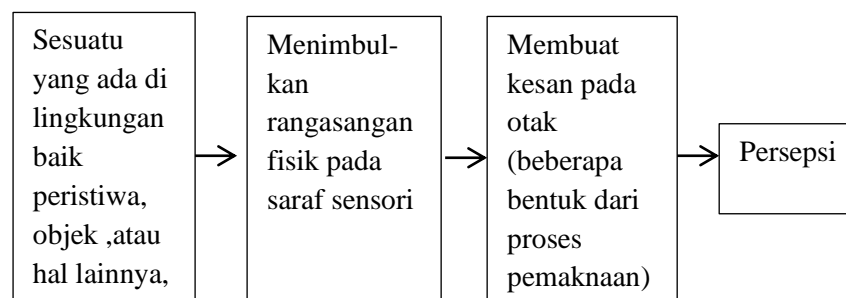 Sesuatu
yang ada di
lingkungan
baik
peristiwa,
objek ,atau
hal lainnya,
Menimbul-
kan
rangasangan
fisik pada
saraf sensori
Membuat
kesan pada
otak
(beberapa
bentuk dari
proses
pemaknaan)
Persepsi